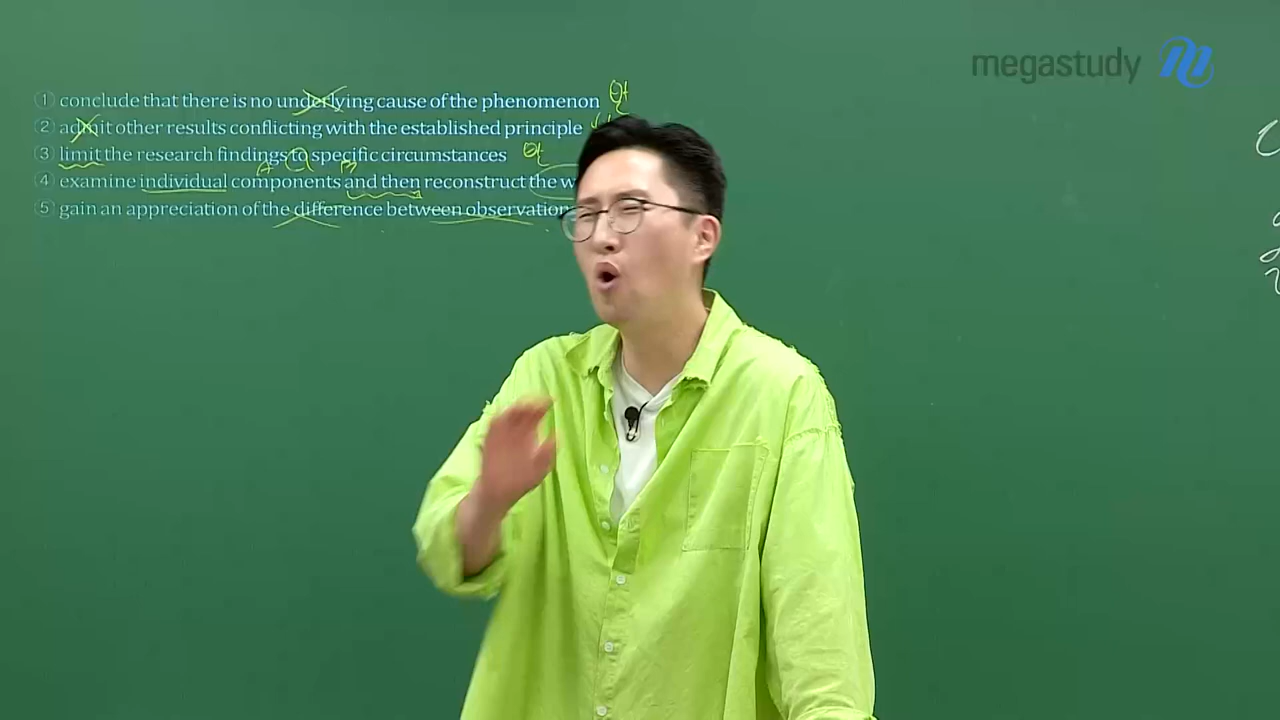 megastudy
① conclude that there is no underlying cause of the phenomenon
② admit other results conflicting with the established principle
③ limit the research findings to specific circumstances
④ examine individual components and then reconstruct the
⑤ gain an appreciation of the difference between observation